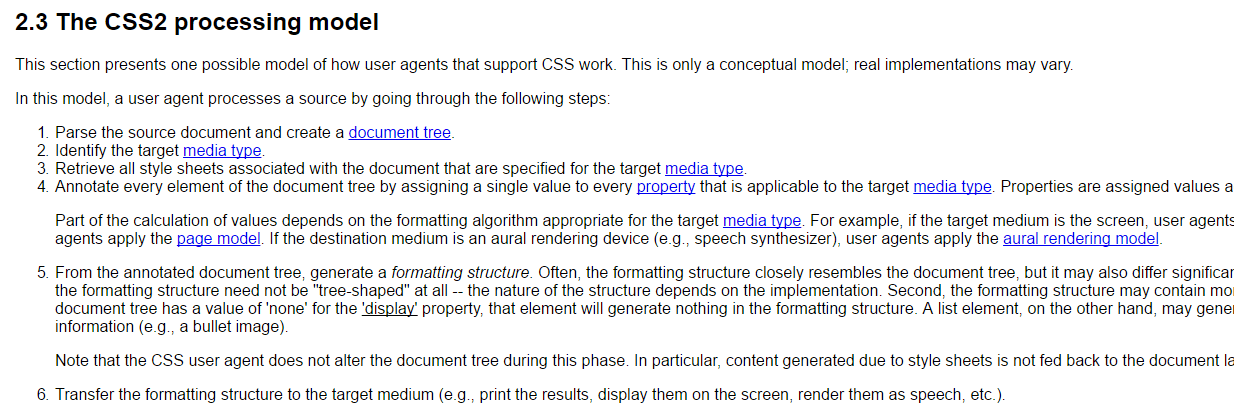 2.3 The CSS2 processing model
This section presents one possible model of how user agents that support CSS work. This is only a conceptual model; real implementations may vary.
In this model, a user agent processes a source by going through the following steps:
1. Parse the source document and create a document tree.
2. Identify the target media type.
3. Retrieve all style sheets associated with the document that are specified for the target media type.
4. Annotate every element of the document tree by assigning a single value to every property that is applicable to the target media type. Properties are assigned values
Part of the calculation of values depends on the formatting algorithm appropriate for the target media type. For example, if the target medium is the screen, user agents
agents apply the page model. If the destination medium is an aural rendering device (e.g., speech synthesizer), user agents apply the aural rendering model.
5. From the annotated document tree, generate a formatting structure. Often, the formatting structure closely resembles the document tree, but it may also differ
the formatting structure need not be "tree-shaped" at all -- the nature of the structure depends on the implementation. Second, the formatting structure may contain
document tree has a value of 'none' for the 'display' property, that element will generate nothing in the formatting structure. A list element, on the other hand, may
information (e.g., a bullet image).
Note that the CSS user agent does not alter the document tree during this phase. In particular, content generated due to style sheets is not fed back to the document
6. Transfer the formatting structure to the target medium (e.g., print the results, display them on the screen, render them as speech, etc.).